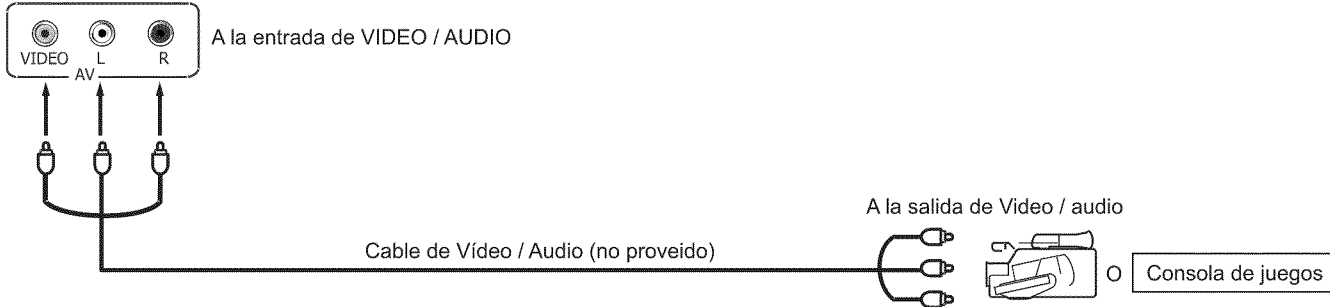 A la entrada de VIDEO / AUDIO
VIDEO L R
AV
A la salida de Video / audio
Cable de Vídeo / Audio (no proveido)
O Consola de juegos